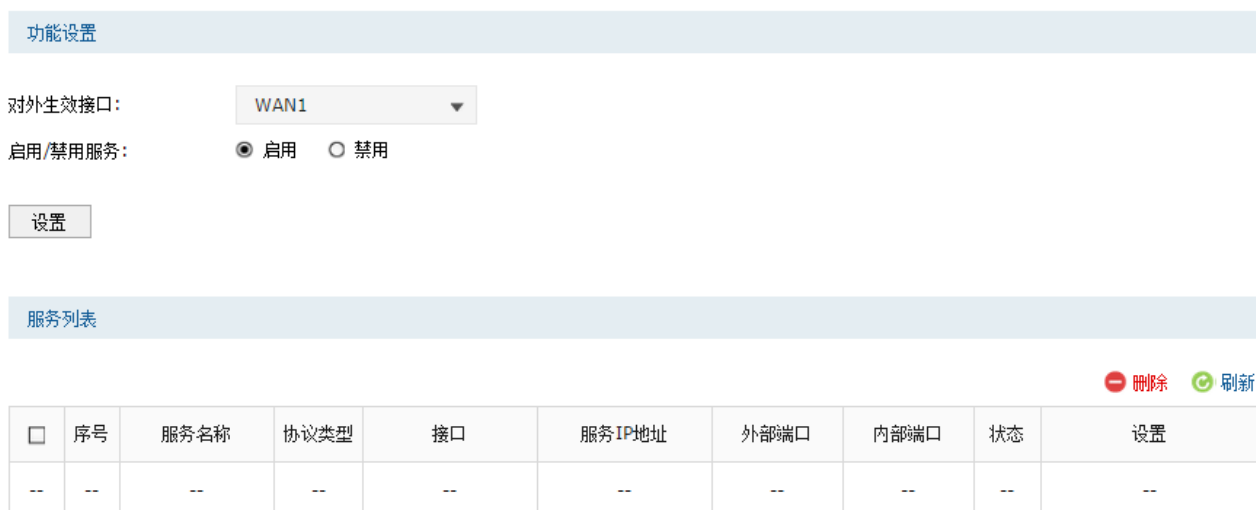 功能设置
对外生效接口: WAN1
启用/禁用服务: 启用 禁用
设置
服务列表
删除 刷新
序号 服务名称 协议类型 接口 服务IP地址 外部端口 内部端口 状态 设置
-- -- -- -- -- -- -- -- -- --